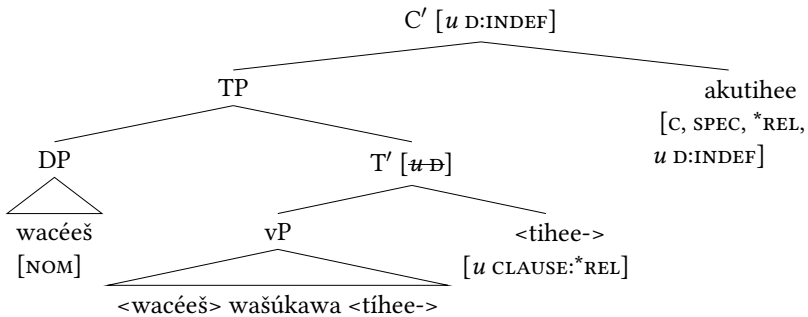 C′ [u D:INDEF]
TP
akutihee
[C, SPEC, *REL,
u D:INDEF]
DP
T′ [u D]
wacéeš
[NOM]
vP
<tihee->
[u CLAUSE:*REL]
<wacéeš> wašúkawa <tíhee->